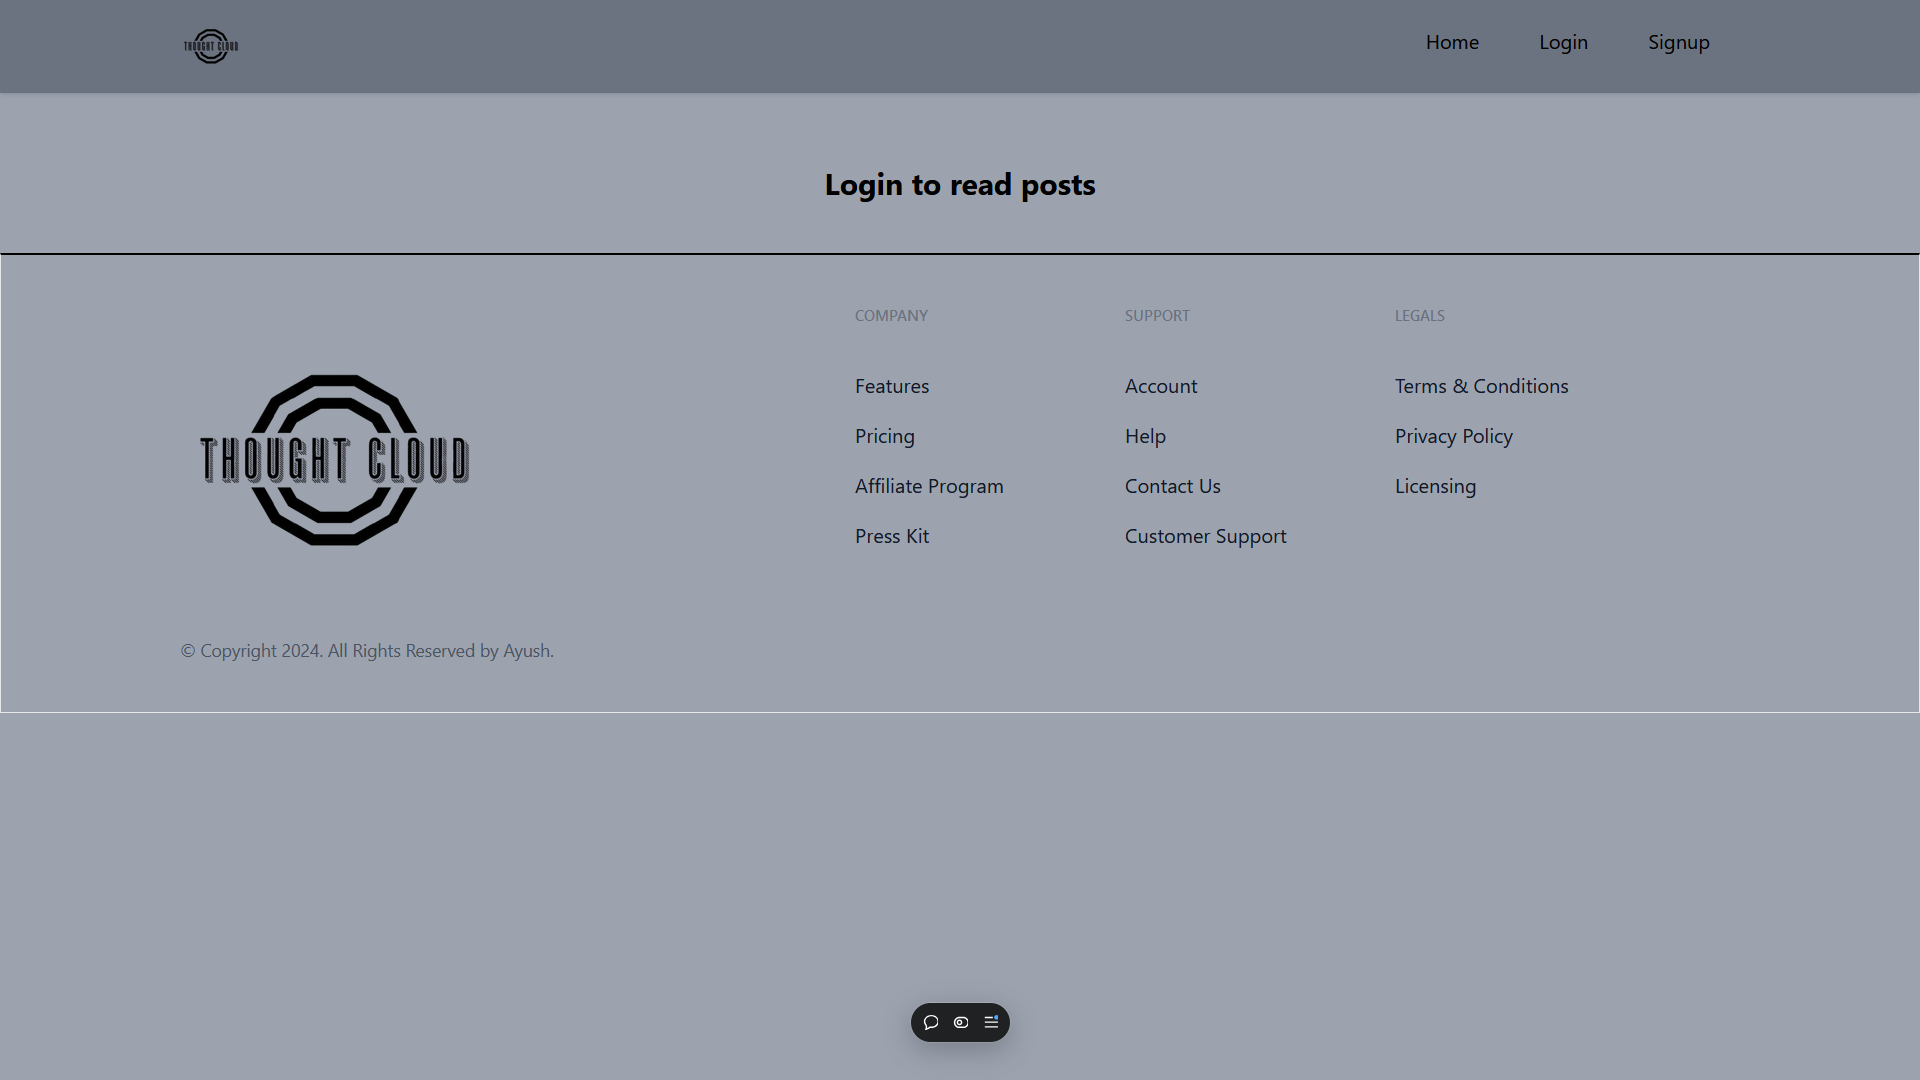 THOUGHT CLOUD
Home
Login
Signup
Login to read posts
THOUGHT CLOUD
COMPANY
Features
Pricing
Affiliate Program
Press Kit
SUPPORT
Account
Help
Contact Us
Customer Support
LEGALS
Terms & Conditions
Privacy Policy
Licensing
© Copyright 2024. All Rights Reserved by Ayush.